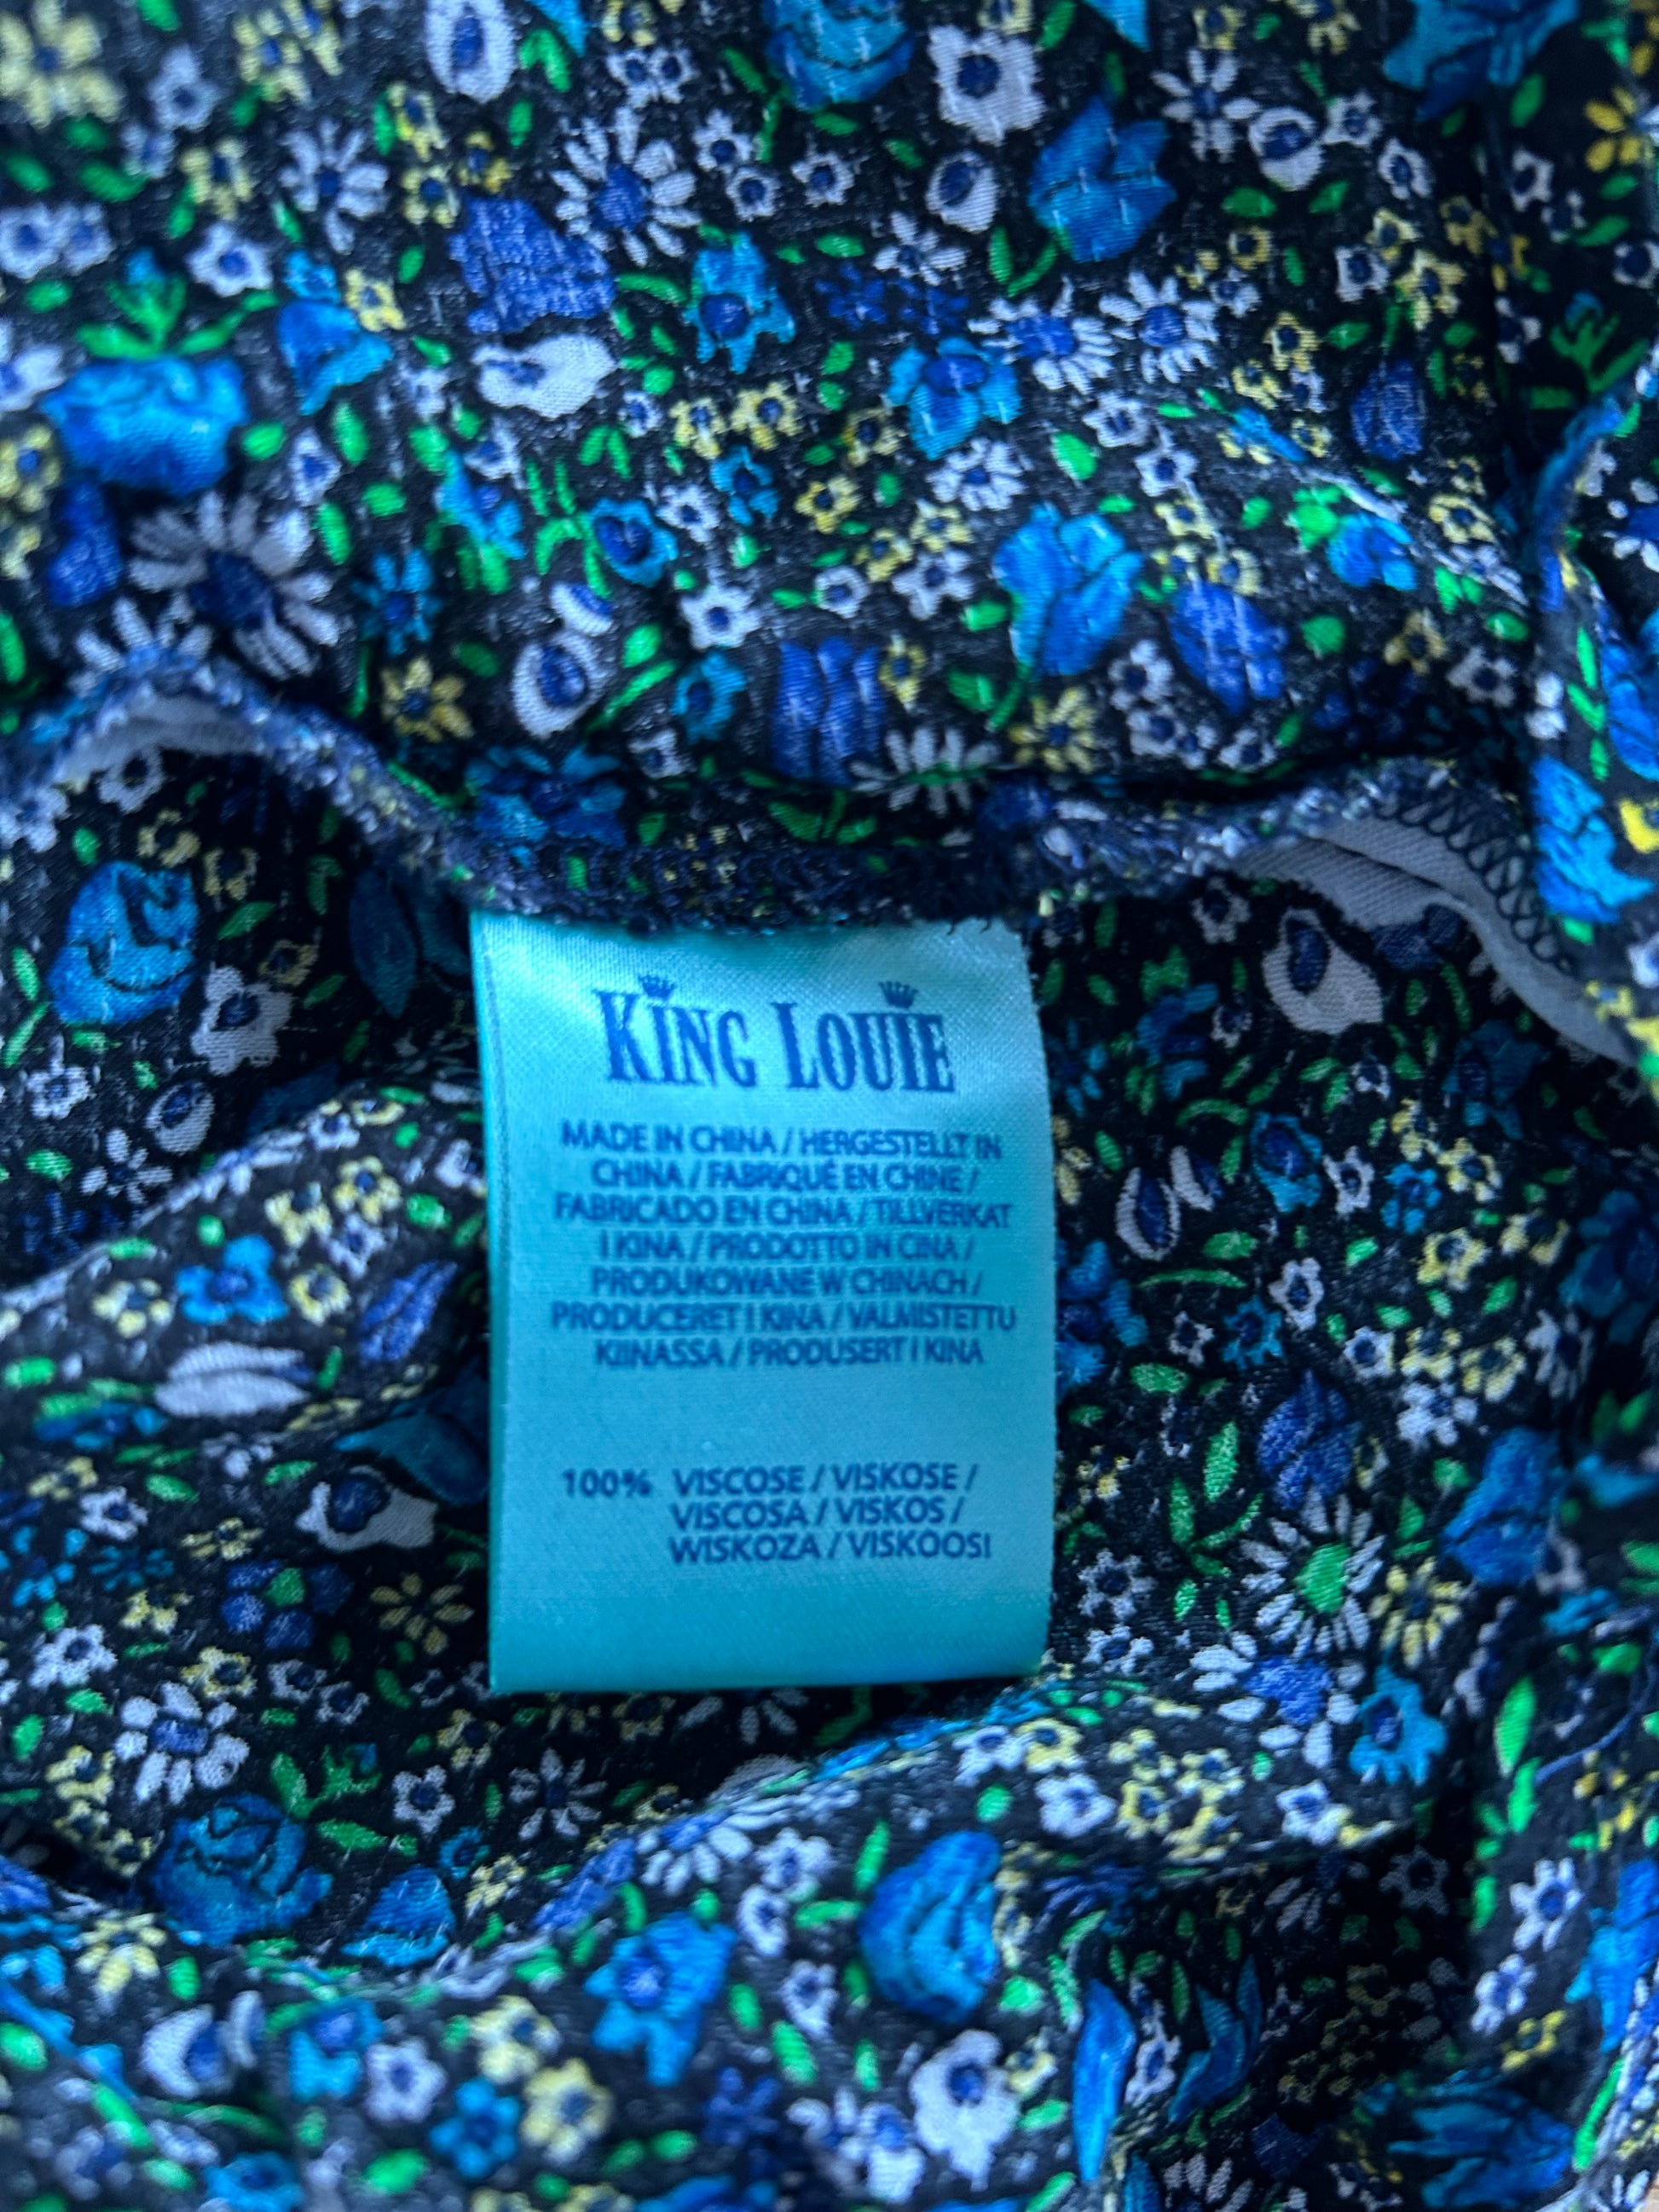 KING LOUIE
MADE IN CHINA / HERGESTELLT IN
CHINA / FABRIQUÉ EN CHINE /
FABRICADO EN CHINA / TILLVERKAT
I KINA / PRODOTTO IN CINA /
PRODUKOWANE W CHINACH /
PRODUCERET I KINA / VALMISTETTU
KIINASSA / PRODUSERT I KINA
100% VISCOSE / VISKOSE /
VISCOSA / VISKOS /
WISKOZA / VISKOOSI